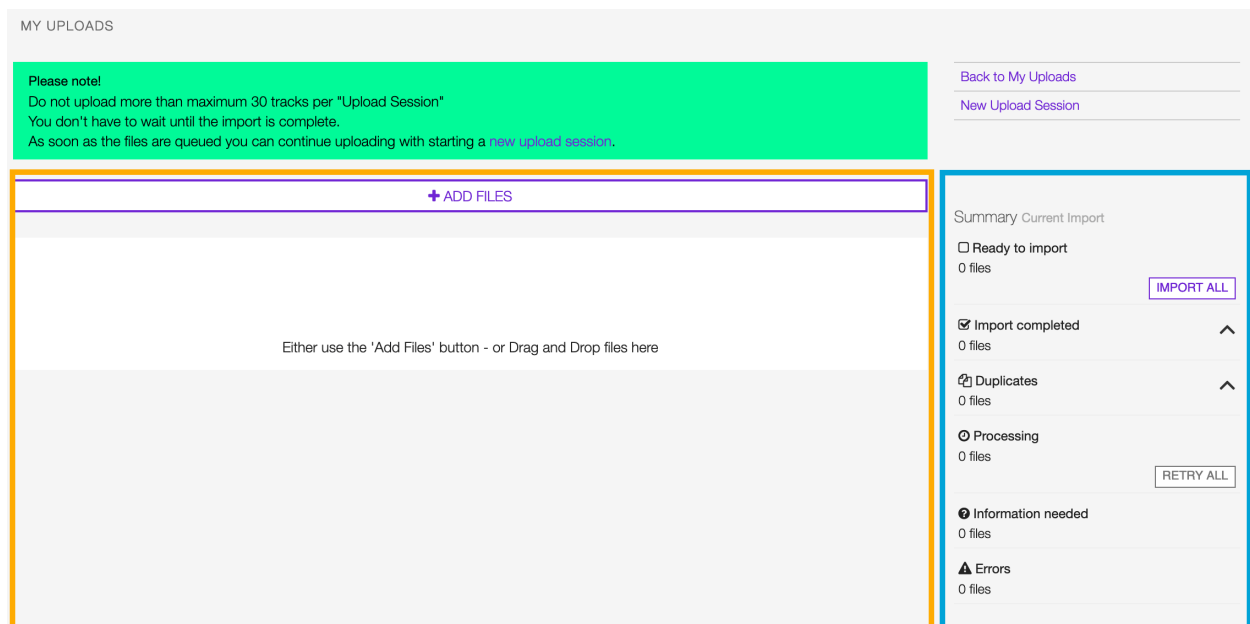 MY UPLOADS
Please note!
Do not upload more than maximum 30 tracks per "Upload Session"
You don't have to wait until the import is complete.
As soon as the files are queued you can continue uploading with starting a new upload session.
Back to My Uploads
New Upload Session
ADD FILES
Either use the 'Add Files' button - or Drag and Drop files here
Summary Current Import
Ready to import
0 files
IMPORT ALL
Import completed
0 files
Duplicates
0 files
Processing
0 files
RETRY ALL
Information needed
0 files
Errors
0 files